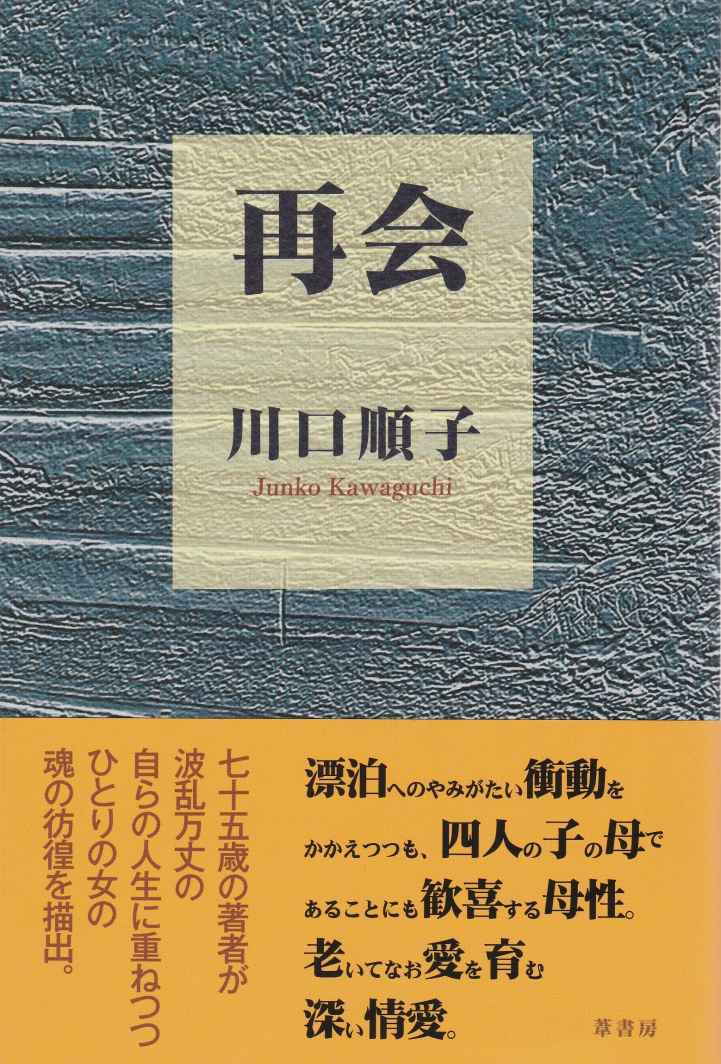 再会
川口順子
Junko Kawaguchi
漂泊へのやみがたい衝動を
かかえつつも、四人の子の母で
あることにも歓喜する母性。
老いてなお愛を育む
深い情愛。
七十五歳の著者が
波乱万丈の
自らの人生に重ねつつ
ひとりの女の
魂の彷徨を描出。
葦書房